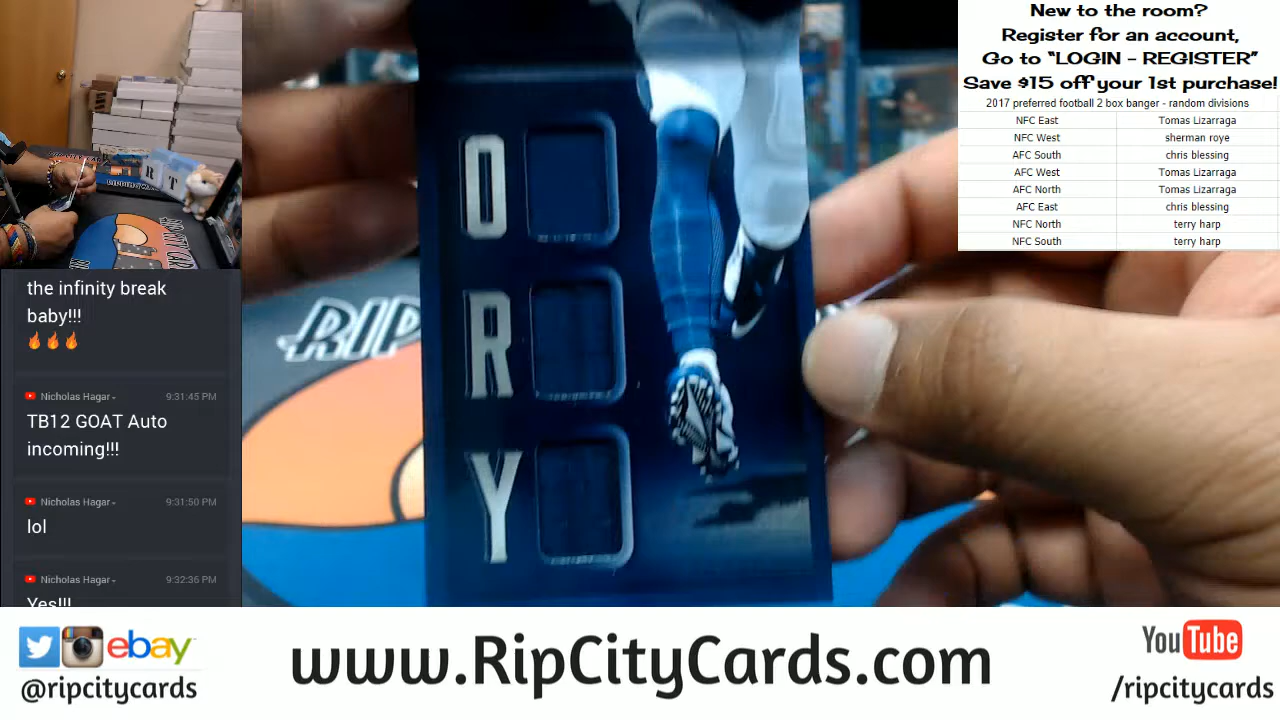 New to the room?
Register for an account,
Go to “LOGIN - REGISTER”
Save $15 off your 1st purchase!
2017 preferred football 2 box banger - random divisions
NFC East Tomas Lizarraga
NFC West sherman roye
AFC South chris blessing
AFC West Tomas Lizarraga
AFC North Tomas Lizarraga
AFC East chris blessing
NFC North terry harp
NFC South terry harp
R T
the infinity break
baby!!!
🔥🔥🔥
Nicholas Hagar 9:31:45 PM
TB12 GOAT Auto
incoming!!!
Nicholas Hagar 9:31:50 PM
lol
Nicholas Hagar 9:32:36 PM
Yes!!!
O
R
Y
RIP
ebay
@ripcitycards
www.RipCityCards.com
YouTube
/ripcitycards